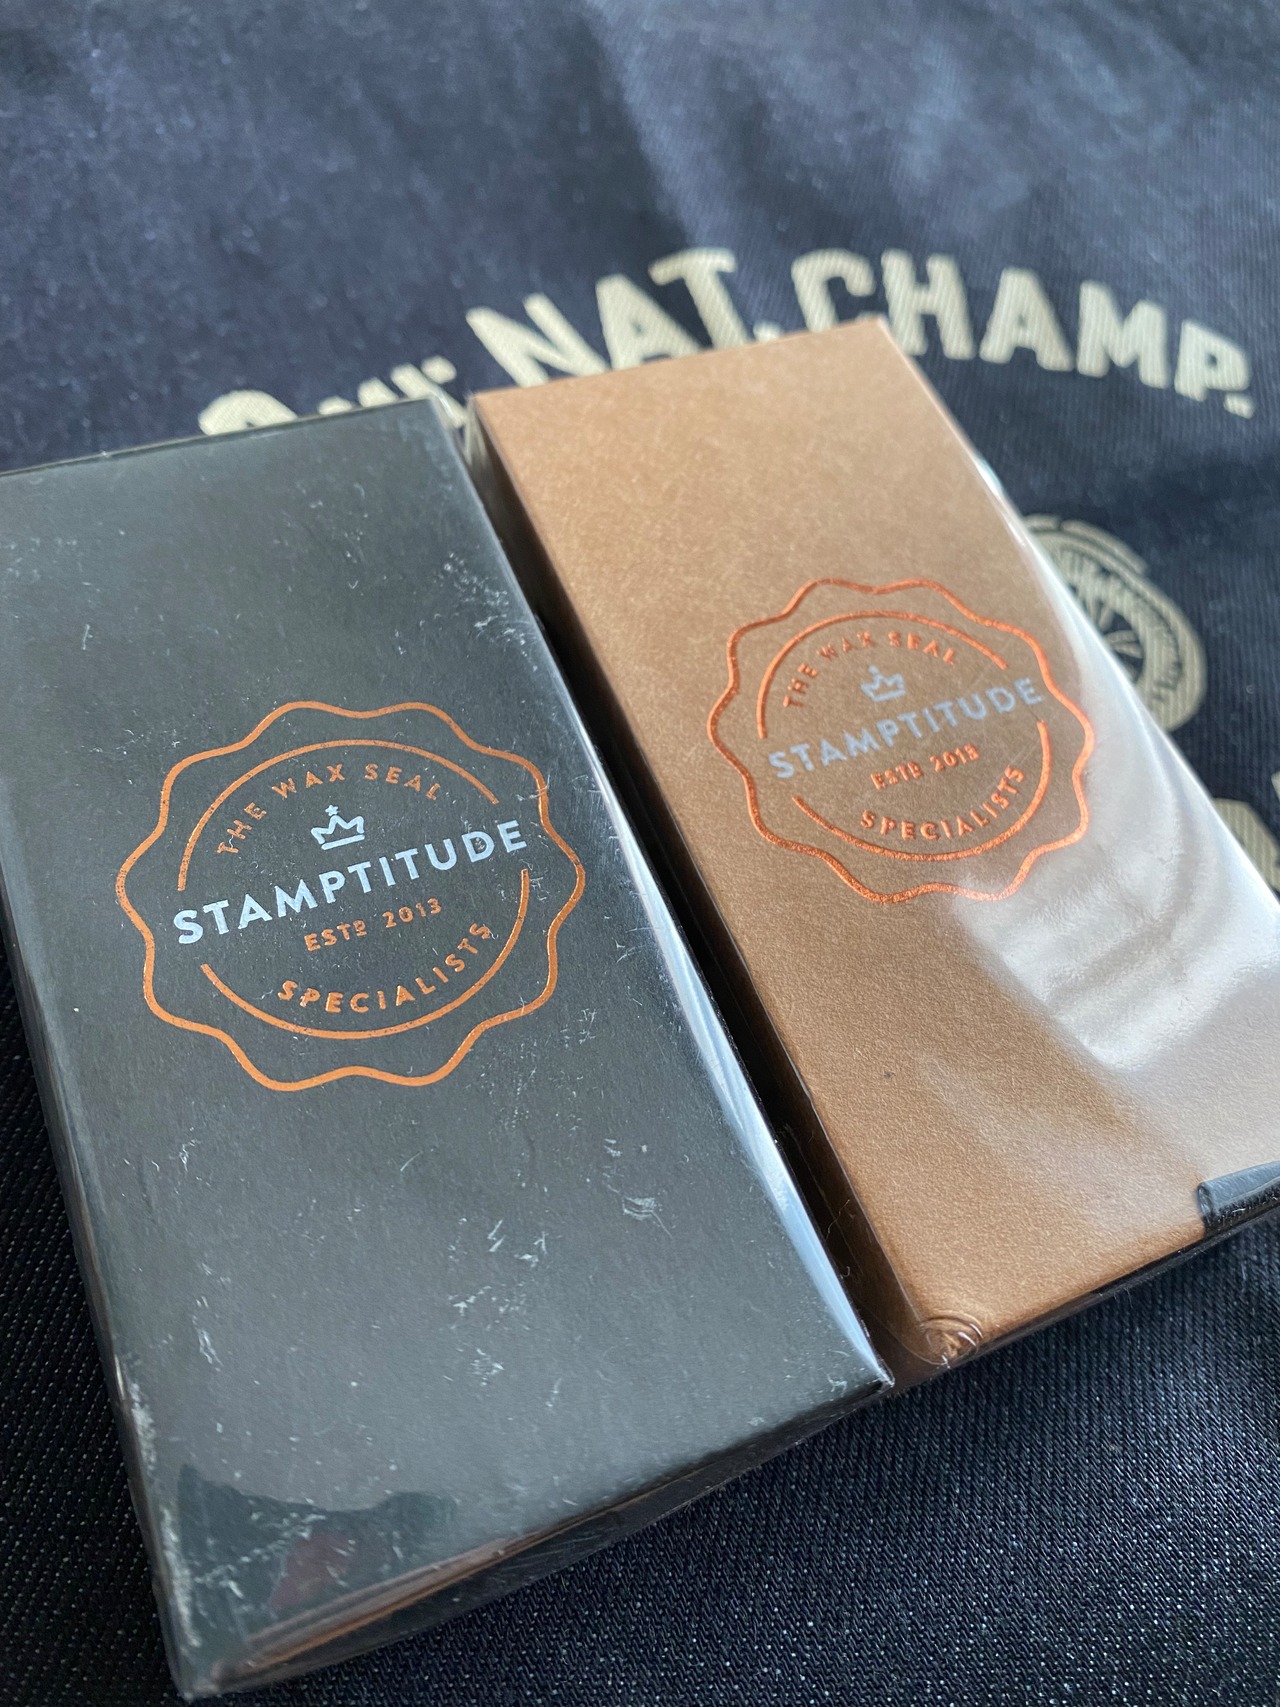 NAT. CHAMP.
THE WAX SEAL
STAMPTITUDE
ESTD 2013
SPECIALISTS
THE WAX SEAL
STAMPTITUDE
ESTD 2013
SPECIALISTS